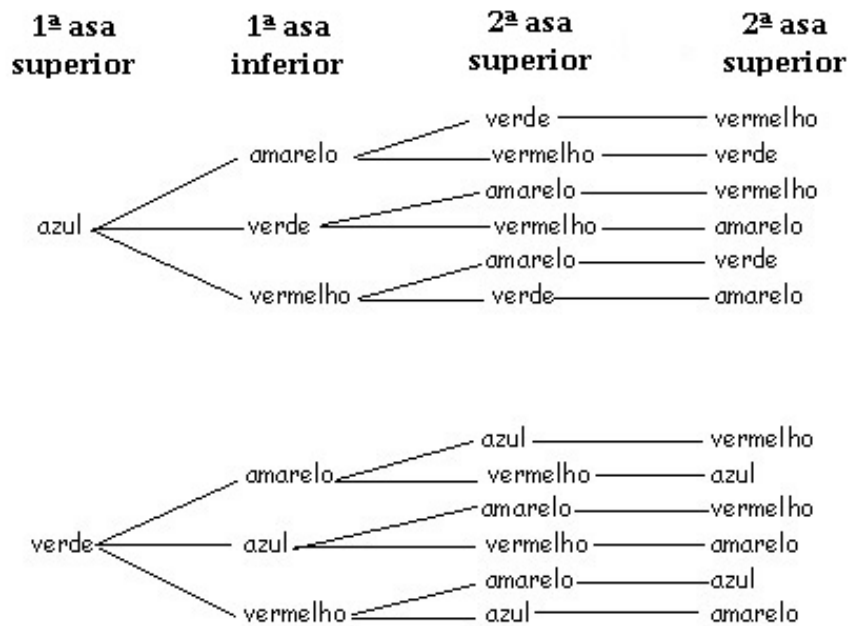 1ª asa superior 1ª asa inferior 2ª asa superior 2ª asa superior
verde vermelho
amarelo vermelho verde
amarelo vermelho
azul verde vermelho amarelo
amarelo verde
vermelho verde amarelo
azul vermelho
amarelo vermelho azul
amarelo vermelho
verde azul vermelho amarelo
amarelo azul
vermelho azul amarelo